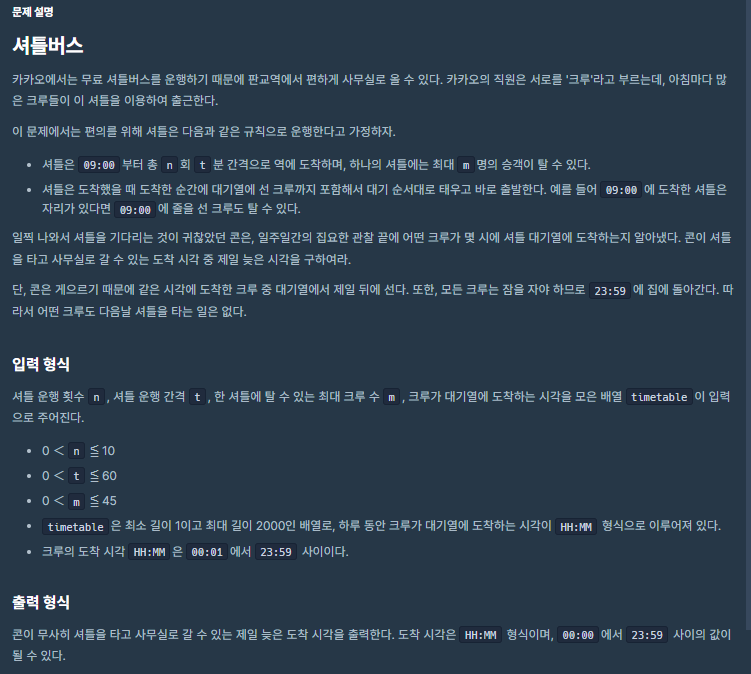 문제 설명
셔틀버스
카카오에서는 무료 셔틀버스를 운행하기 때문에 판교역에서 편하게 사무실로 올 수 있다. 카카오의 직원은 서로를 '크루'라고 부르는데, 아침마다 많
은 크루들이 이 셔틀을 이용하여 출근한다.
이 문제에서는 편의를 위해 셔틀은 다음과 같은 규칙으로 운행한다고 가정하자.
• 셔틀은 09:00 부터 총 n 회 t 분 간격으로 역에 도착하며, 하나의 셔틀에는 최대 m 명의 승객이 탈 수 있다.
• 셔틀은 도착했을 때 도착한 순간에 대기열에 선 크루까지 포함해서 대기 순서대로 태우고 바로 출발한다. 예를 들어 09:00 에 도착한 셔틀은
자리가 있다면 09:00 에 줄을 선 크루도 탈 수 있다.
일찍 나와서 셔틀을 기다리는 것이 귀찮았던 콘은, 일주일간의 집요한 관찰 끝에 어떤 크루가 몇 시에 셔틀 대기열에 도착하는지 알아냈다. 콘이 셔틀
을 타고 사무실로 갈 수 있는 도착 시각 중 제일 늦은 시각을 구하여라.
단, 콘은 게으르기 때문에 같은 시각에 도착한 크루 중 대기열에서 제일 뒤에 선다. 또한, 모든 크루는 잠을 자야 하므로 23:59 에 집에 돌아간다. 따
라서 어떤 크루도 다음날 셔틀을 타는 일은 없다.
입력 형식
셔틀 운행 횟수 n , 셔틀 운행 간격 t , 한 셔틀에 탈 수 있는 최대 크루 수 m , 크루가 대기열에 도착하는 시각을 모은 배열 timetable 이 입력
으로 주어진다.
• 0 < n ≦ 10
• 0 < t ≦ 60
• 0 < m ≦ 45
• timetable 은 최소 길이 1이고 최대 길이 2000인 배열로, 하루 동안 크루가 대기열에 도착하는 시각이 HH:MM 형식으로 이루어져 있다.
• 크루의 도착 시각 HH:MM 은 00:01 에서 23:59 사이이다.
출력 형식
콘이 무사히 셔틀을 타고 사무실로 갈 수 있는 제일 늦은 도착 시각을 출력한다. 도착 시각은 HH:MM 형식이며, 00:00 에서 23:59 사이의 값이
될 수 있다.